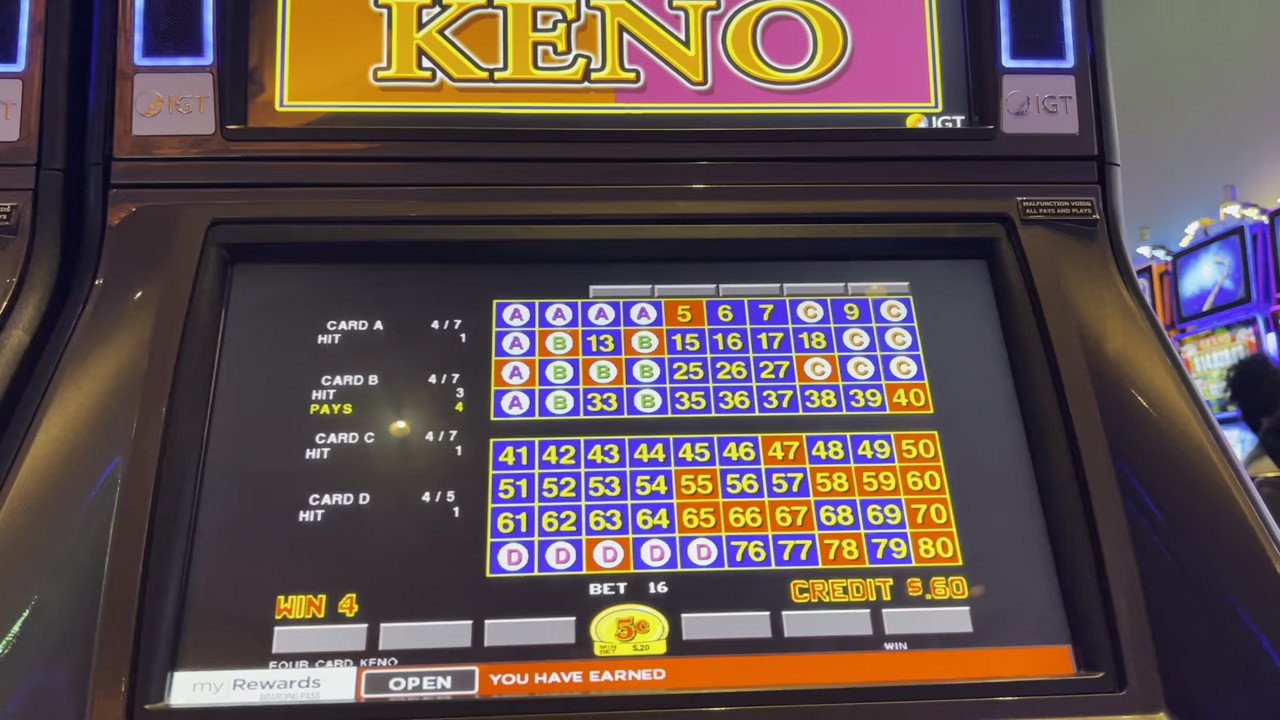 KENO
IGT
IGT
IGT
MALFUNCTION VOIDS
ALL PAYS AND PLAYS
CARD A 4/7
HIT 1
CARD B 4/7
HIT 3
PAYS 4
CARD C 4/7
HIT 1
CARD D 4/5
HIT 1
A A A A 5 6 7 C 9 C
A B 13 B 15 16 17 18 C C
A B B B 25 26 27 C C C
A B 33 B 35 36 37 38 39 40
41 42 43 44 45 46 47 48 49 50
51 52 53 54 55 56 57 58 59 60
61 62 63 64 65 66 67 68 69 70
D D D D D 76 77 78 79 80
BET 16
WIN 4
CREDIT $.60
5¢
MIN BET $.20
WIN
FOUR CARD KENO
my Rewards
BOARDING PASS
OPEN
YOU HAVE EARNED